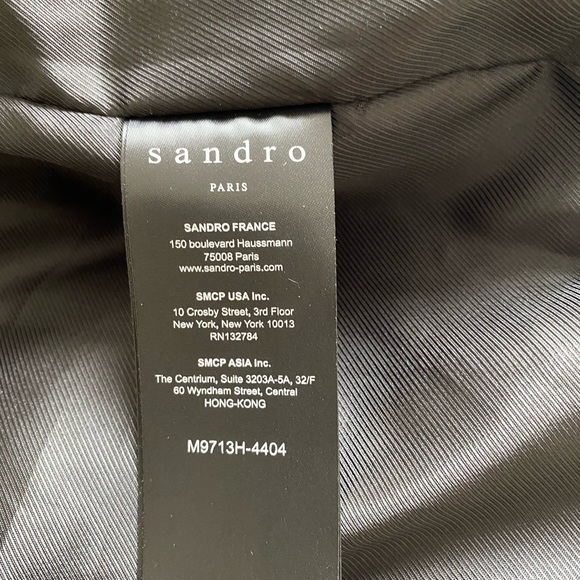 sandro
PARIS
SANDRO FRANCE
150 boulevard Haussmann
75008 Paris
www.sandro-paris.com
SMCP USA Inc.
10 Crosby Street, 3rd Floor
New York, New York 10013
RN132784
SMCP ASIA Inc.
The Centrium, Suite 3203A-5A, 32/F
60 Wyndham Street, Central
HONG-KONG
M9713H-4404